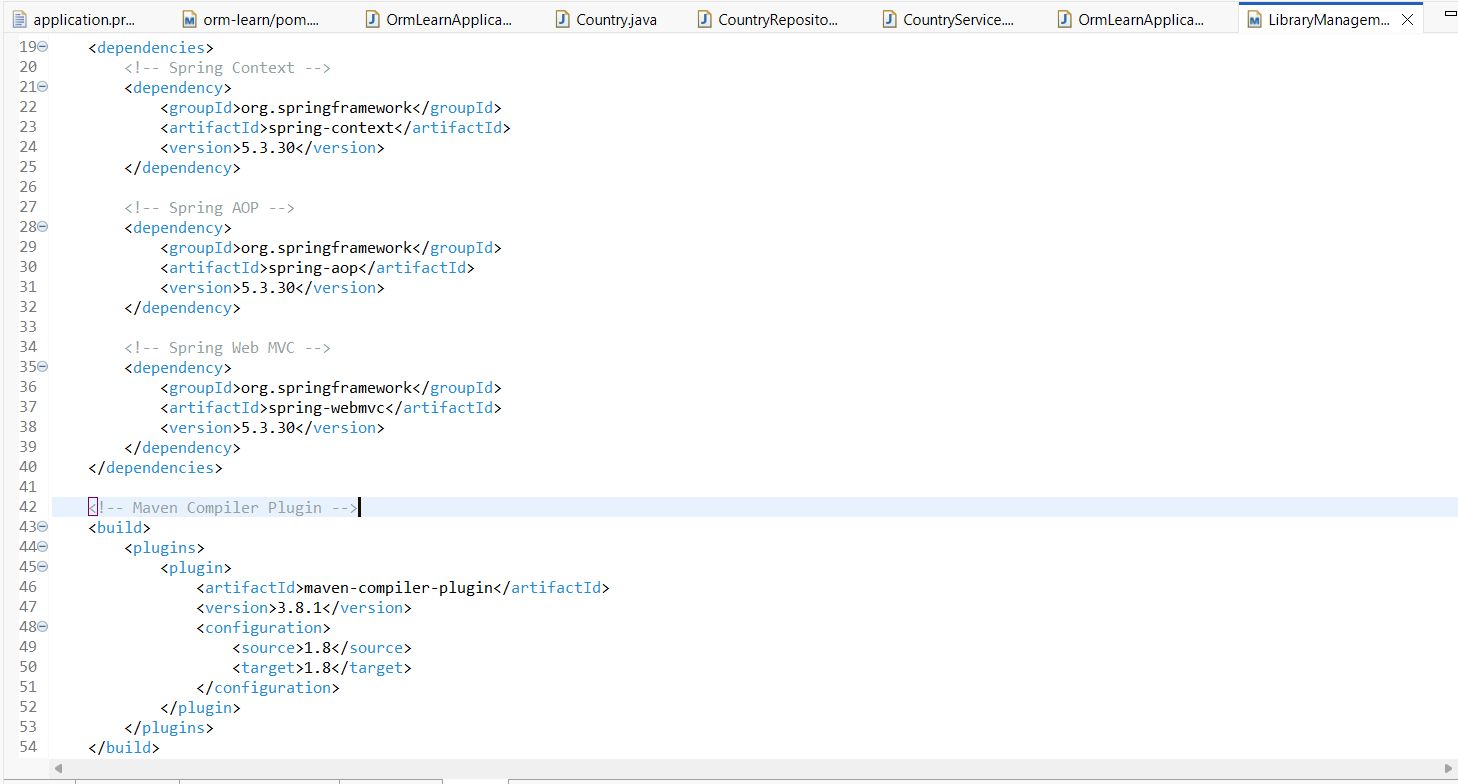 application.pr...
orm-learn/pom....
OrmLearnApplica...
Country.java
CountryReposito...
CountryService....
OrmLearnApplica...
LibraryManagem...
19 <dependencies>
20 <!-- Spring Context -->
21 <dependency>
22 <groupId>org.springframework</groupId>
23 <artifactId>spring-context</artifactId>
24 <version>5.3.30</version>
25 </dependency>
26
27 <!-- Spring AOP -->
28 <dependency>
29 <groupId>org.springframework</groupId>
30 <artifactId>spring-aop</artifactId>
31 <version>5.3.30</version>
32 </dependency>
33
34 <!-- Spring Web MVC -->
35 <dependency>
36 <groupId>org.springframework</groupId>
37 <artifactId>spring-webmvc</artifactId>
38 <version>5.3.30</version>
39 </dependency>
40 </dependencies>
41
42 <!-- Maven Compiler Plugin -->
43 <build>
44 <plugins>
45 <plugin>
46 <artifactId>maven-compiler-plugin</artifactId>
47 <version>3.8.1</version>
48 <configuration>
49 <source>1.8</source>
50 <target>1.8</target>
51 </configuration>
52 </plugin>
53 </plugins>
54 </build>